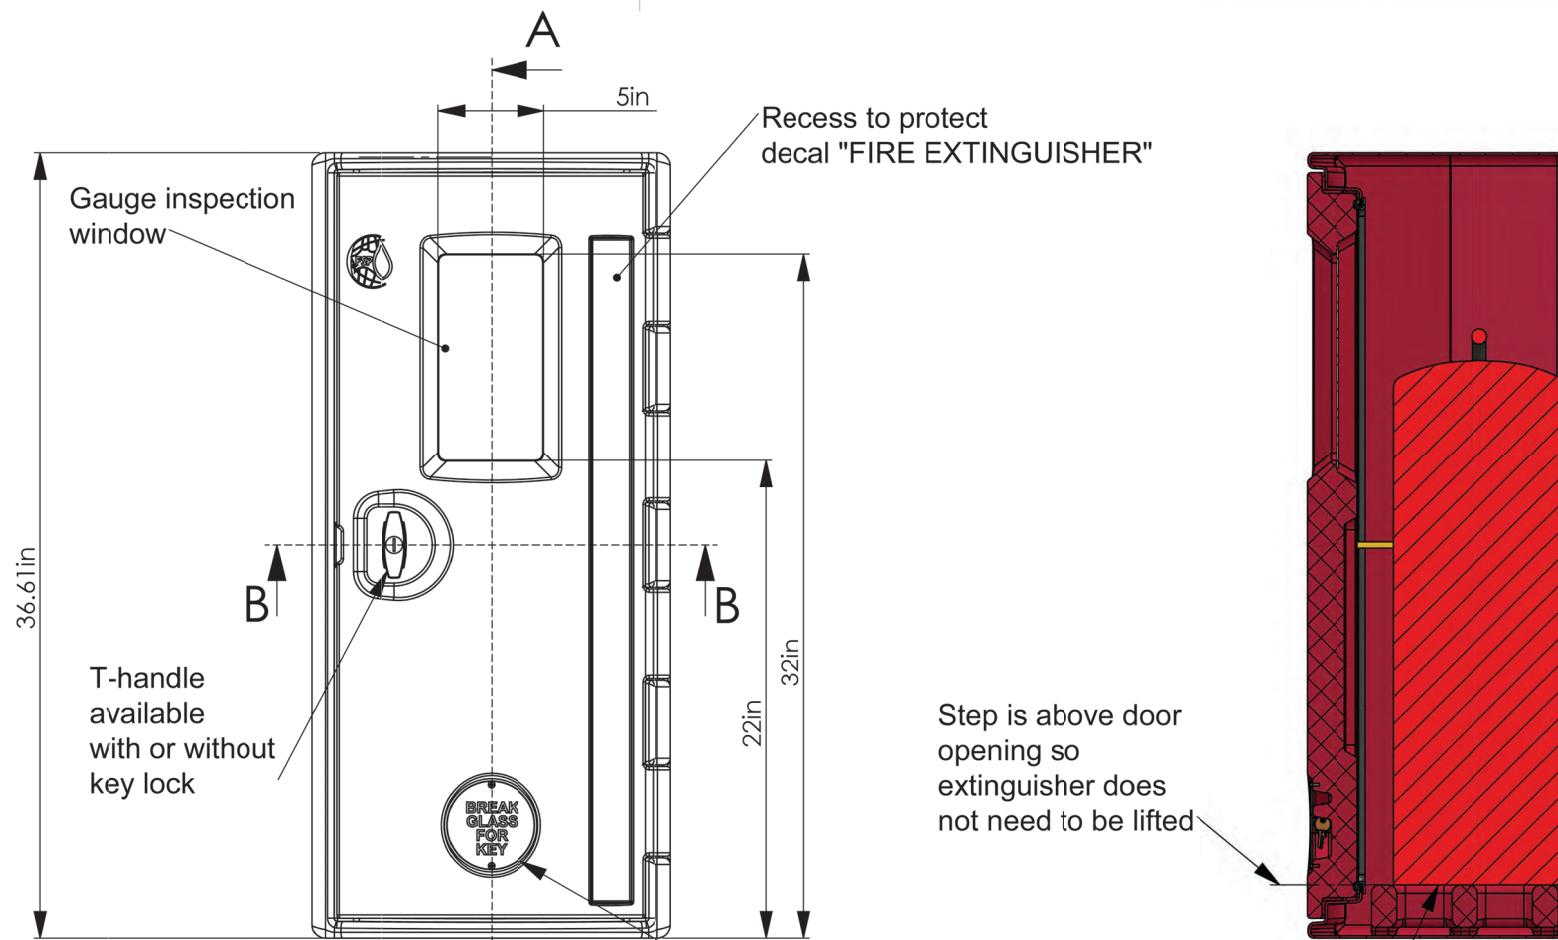 A
5in
Recess to protect
decal "FIRE EXTINGUISHER"
Gauge inspection
window
FSP
B
B
36.61in
32in
22in
T-handle
available
with or without
key lock
BREAK
GLASS
FOR
KEY
Step is above door
opening so
extinguisher does
not need to be lifted